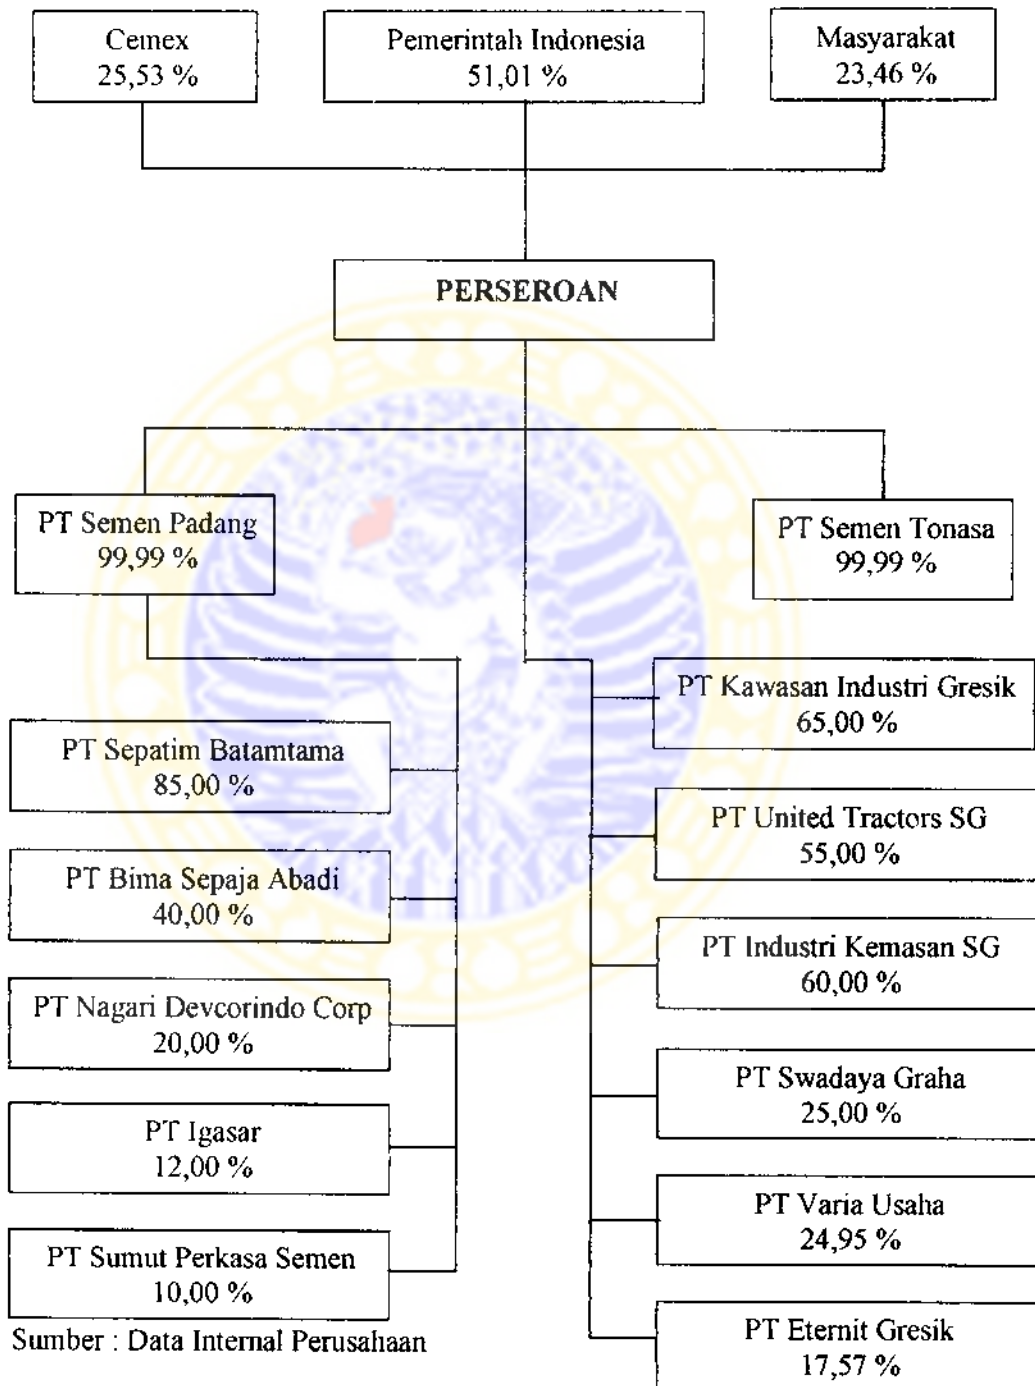 Cemex
25,53 %
Pemerintah Indonesia
51,01 %
Masyarakat
23,46 %
PERSEROAN
PT Semen Padang
99,99 %
PT Semen Tonasa
99,99 %
PT Sepatim Batamtama
85,00 %
PT Bima Sepaja Abadi
40,00 %
PT Nagari Devcorindo Corp
20,00 %
PT Igasar
12,00 %
PT Sumut Perkasa Semen
10,00 %
PT Kawasan Industri Gresik
65,00 %
PT United Tractors SG
55,00 %
PT Industri Kemasan SG
60,00 %
PT Swadaya Graha
25,00 %
PT Varia Usaha
24,95 %
PT Eternit Gresik
17,57 %
Sumber : Data Internal Perusahaan